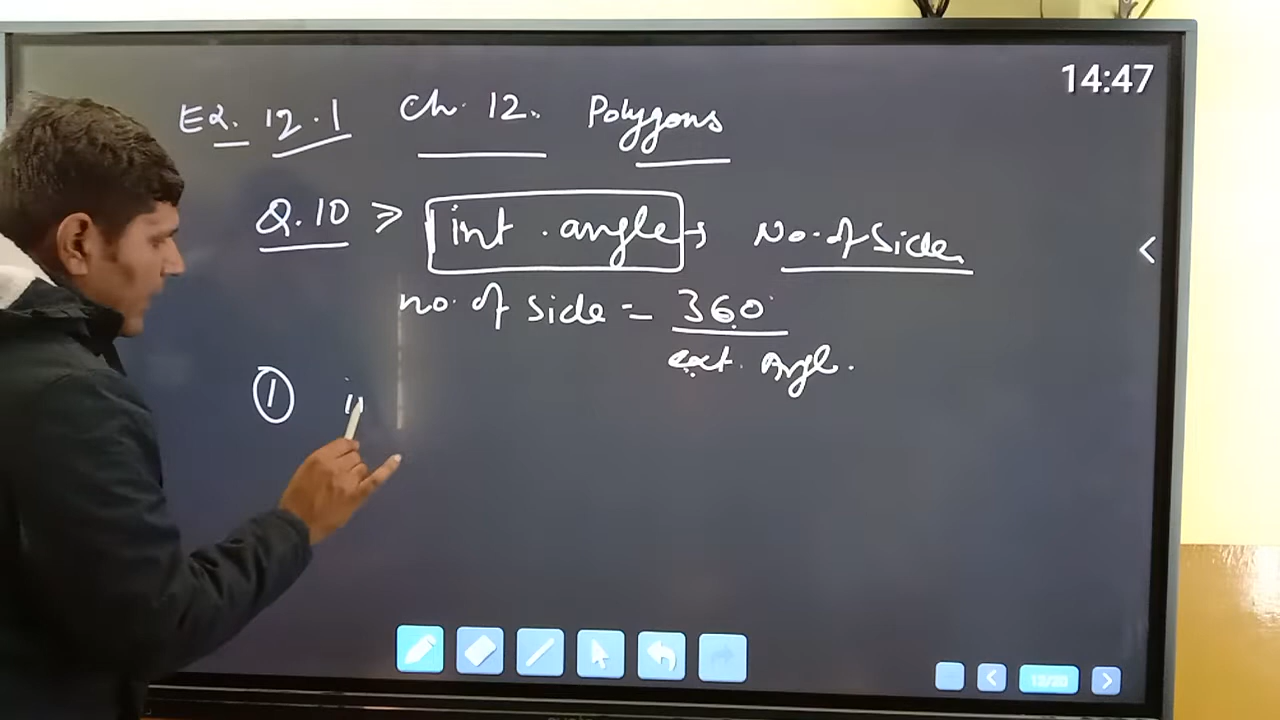 14:47
Ex. 12.1 Ch. 12. Polygons
Q.10 > int. angle → No. of Side.
no. of side = 360°
ext. Angle.
① in